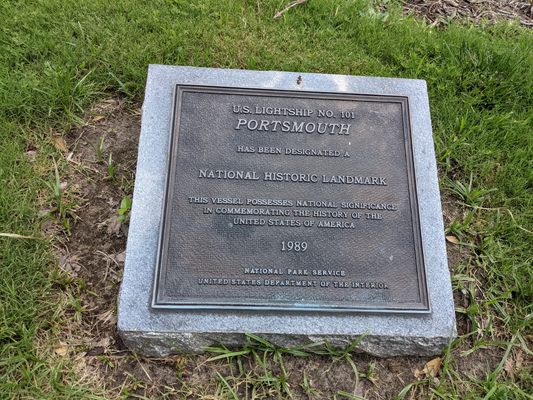 U.S. LIGHTSHIP NO. 101
PORTSMOUTH
HAS BEEN DESIGNATED A
NATIONAL HISTORIC LANDMARK
THIS VESSEL POSSESSES NATIONAL SIGNIFICANCE
IN COMMEMORATING THE HISTORY OF THE
UNITED STATES OF AMERICA
1989
NATIONAL PARK SERVICE
UNITED STATES DEPARTMENT OF THE INTERIOR